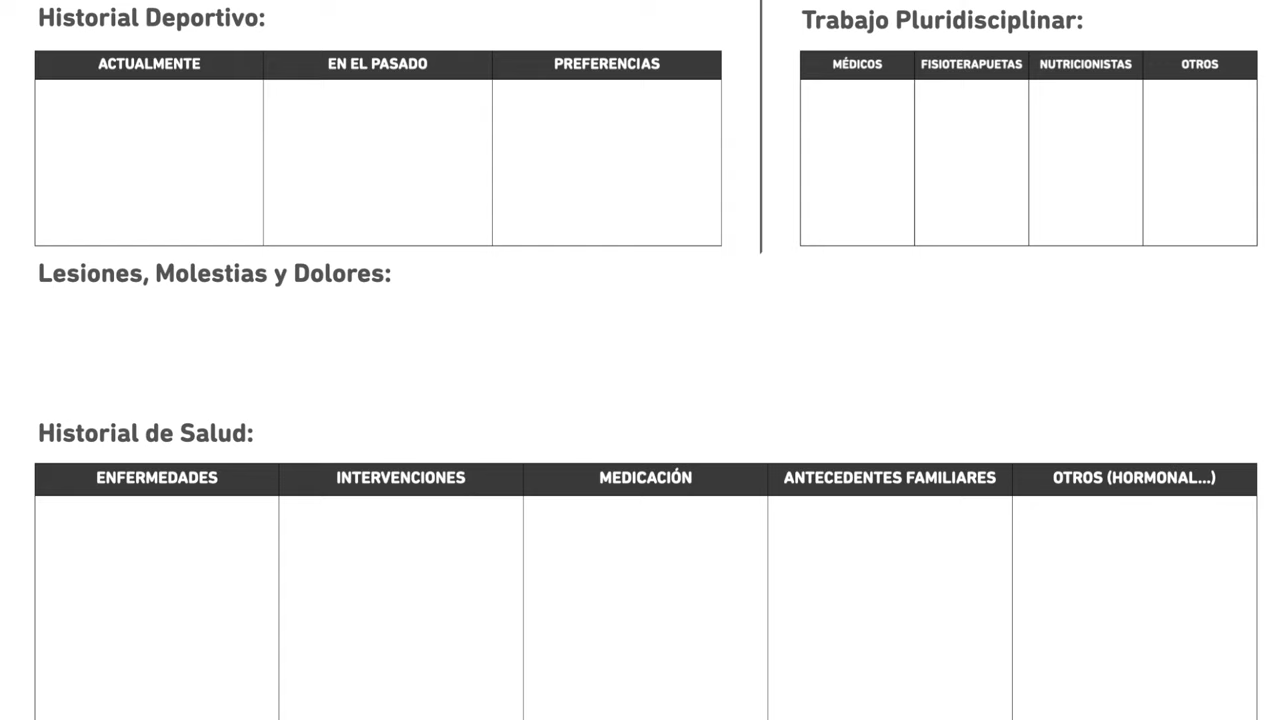 Historial Deportivo:
ACTUALMENTE EN EL PASADO PREFERENCIAS
Trabajo Pluridisciplinar:
MÉDICOS FISIOTERAPUETAS NUTRICIONISTAS OTROS
Lesiones, Molestias y Dolores:
Historial de Salud:
ENFERMEDADES INTERVENCIONES MEDICACIÓN ANTECEDENTES FAMILIARES OTROS (HORMONAL...)